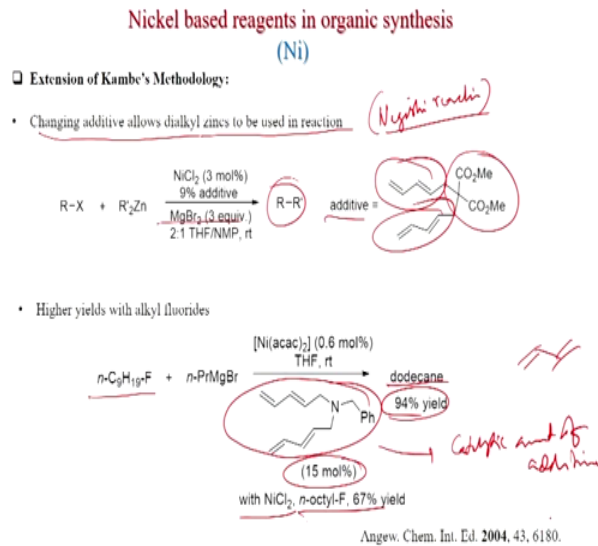 Nickel based reagents in organic synthesis
(Ni)
❑ Extension of Kambe's Methodology:
• Changing additive allows dialkyl zincs to be used in reaction
(Negishi reaction)
NiCl2 (3 mol%)
9% additive
R-X + R'2Zn
MgBr2 (3 equiv.)
2:1 THF/NMP, rt
R-R'
additive =
CO2Me
CO2Me
• Higher yields with alkyl fluorides
[Ni(acac)2] (0.6 mol%)
THF, rt
n-C9H19-F + n-PrMgBr
dodecane
94% yield
N
Ph
(15 mol%)
Catalytic amount of
with NiCl2, n-octyl-F, 67% yield
Angew. Chem. Int. Ed. 2004, 43, 6180.